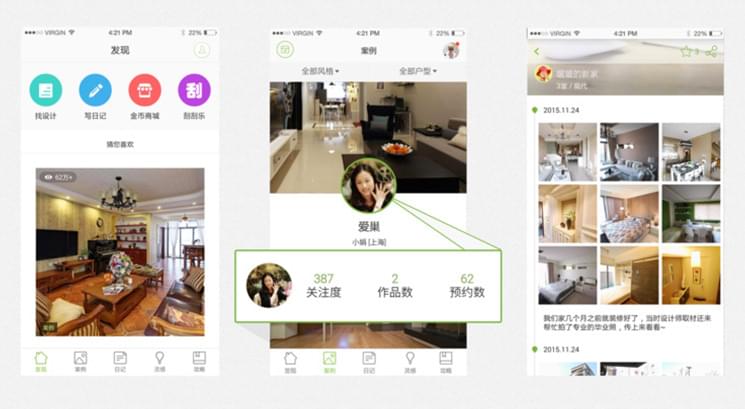 ●●●○○ VIRGIN 4:21 PM 22%
发现
找设计 写日记 金币商城 刮刮乐
刮
猜您喜欢
62万+
案例
发现 案例 日记 灵感 攻略
●●●○○ VIRGIN 4:21 PM 22%
案例
全部风格 全部户型
爱巢
小娟 [上海]
387 2 62
关注度 作品数 预约数
发现 案例 日记 灵感 攻略
●●●○○ VIRGIN 4:21 PM 22%
3
暖暖的新家
3室 / 现代
2015.11.24
我们家几个月之前就装修好了，当时设计师取材还来
帮忙拍了专业的毕业照，传上来看看~
2015.11.24